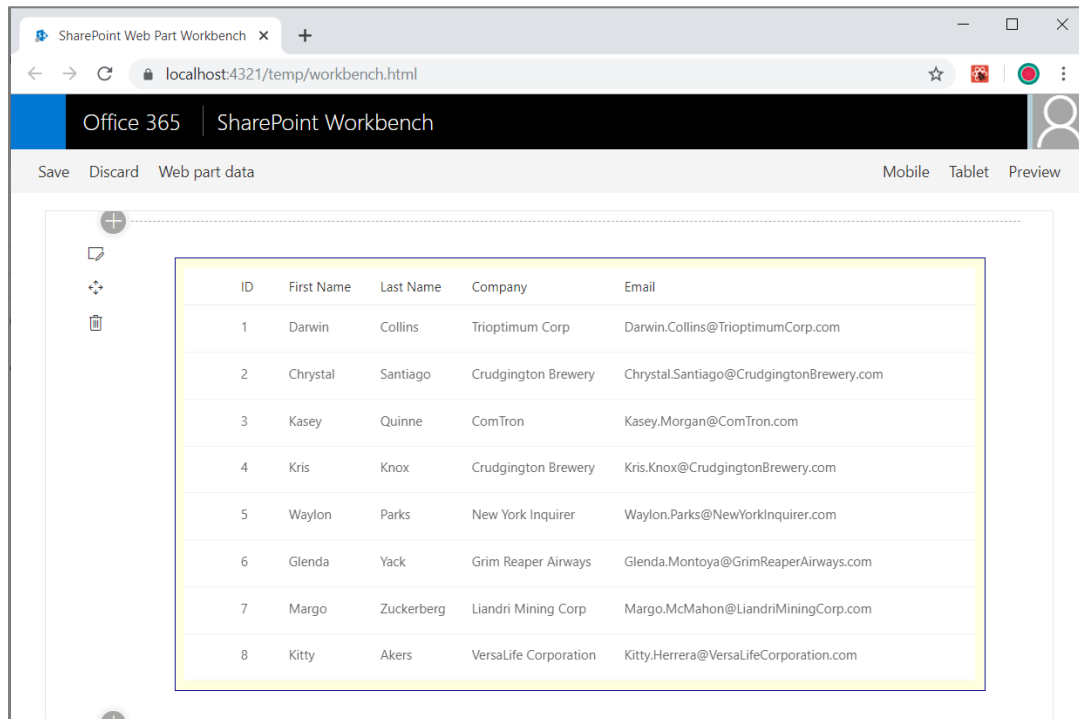 SharePoint Web Part Workbench
localhost:4321/temp/workbench.html
Office 365 SharePoint Workbench
Save Discard Web part data Mobile Tablet Preview
ID First Name Last Name Company Email
1 Darwin Collins Trioptimum Corp Darwin.Collins@TrioptimumCorp.com
2 Chrystal Santiago Crudgington Brewery Chrystal.Santiago@CrudgingtonBrewery.com
3 Kasey Quinne ComTron Kasey.Morgan@ComTron.com
4 Kris Knox Crudgington Brewery Kris.Knox@CrudgingtonBrewery.com
5 Waylon Parks New York Inquirer Waylon.Parks@NewYorkInquirer.com
6 Glenda Yack Grim Reaper Airways Glenda.Montoya@GrimReaperAirways.com
7 Margo Zuckerberg Liandri Mining Corp Margo.McMahon@LiandriMiningCorp.com
8 Kitty Akers VersaLife Corporation Kitty.Herrera@VersaLifeCorporation.com